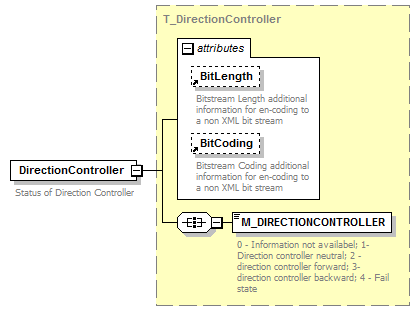 T_DirectionController
attributes
BitLength
Bitstream Length additional
information for en-coding to
a non XML bit stream
BitCoding
Bitstream Coding additional
information for en-coding to
a non XML bit stream
DirectionController
Status of Direction Controller
M_DIRECTIONCONTROLLER
0 - Information not availabel; 1-
Direction controller neutral; 2 -
direction controller forward; 3-
direction controller backward; 4 - Fail
state